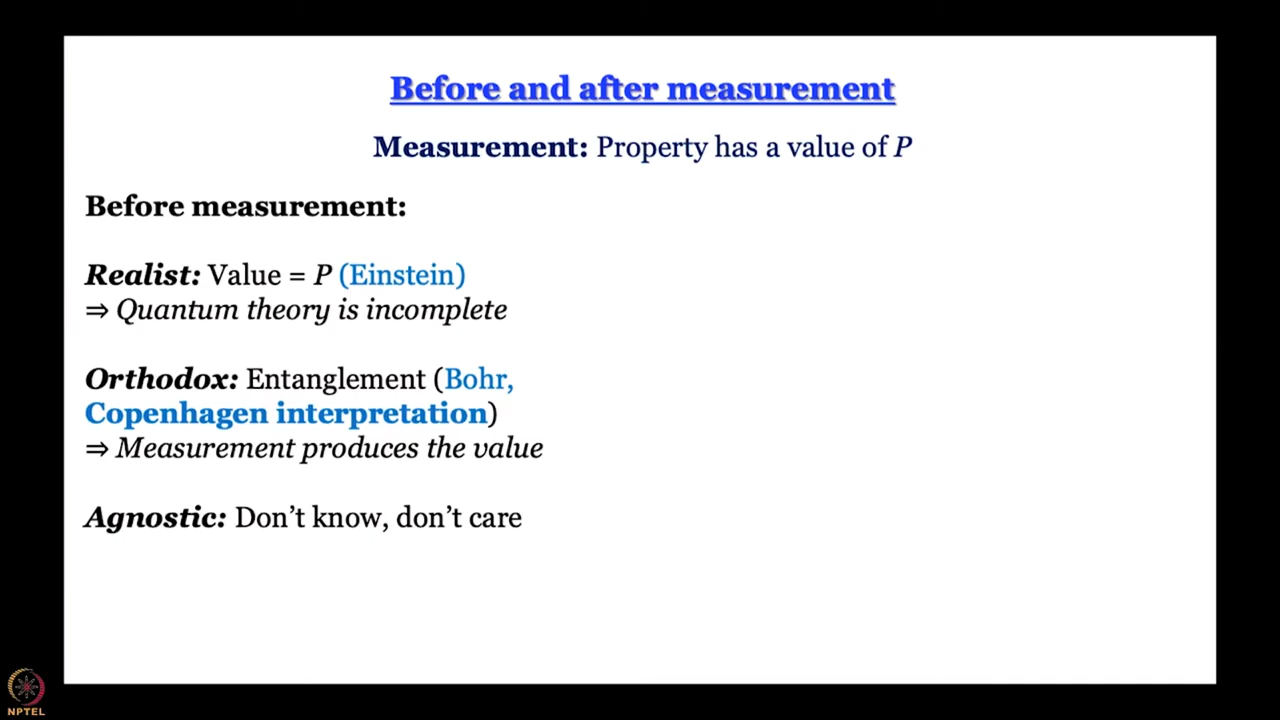 Before and after measurement
Measurement: Property has a value of P
Before measurement:
Realist: Value = P (Einstein)
⇒ Quantum theory is incomplete
Orthodox: Entanglement (Bohr,
Copenhagen interpretation)
⇒ Measurement produces the value
Agnostic: Don’t know, don’t care
NPTEL